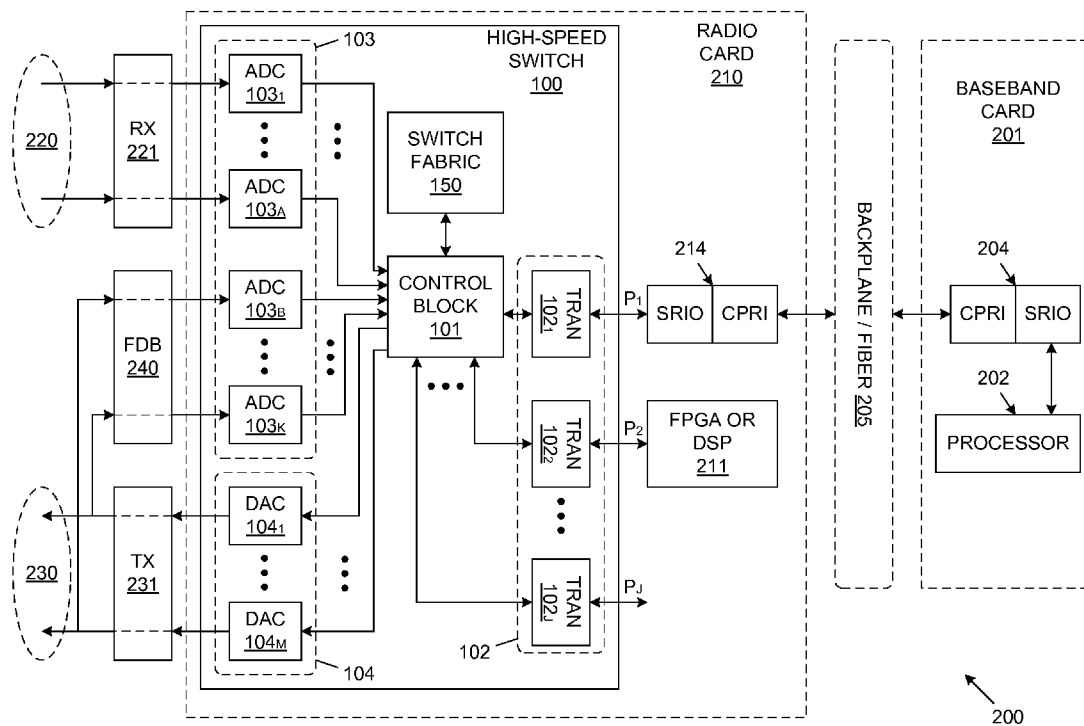 103
ADC
103₁
ADC
103A
ADC
103B
ADC
103K
HIGH-SPEED
SWITCH
100
RADIO
CARD
210
BASEBAND
CARD
201
220
RX
221
SWITCH
FABRIC
150
CONTROL
BLOCK
101
TRAN
102₁
P₁
214
SRIO
CPRI
BACKPLANE / FIBER 205
204
CPRI
SRIO
202
PROCESSOR
FDB
240
TRAN
102₂
P₂
FPGA OR
DSP
211
230
TX
231
DAC
104₁
DAC
104M
104
TRAN
102J
PJ
102
200